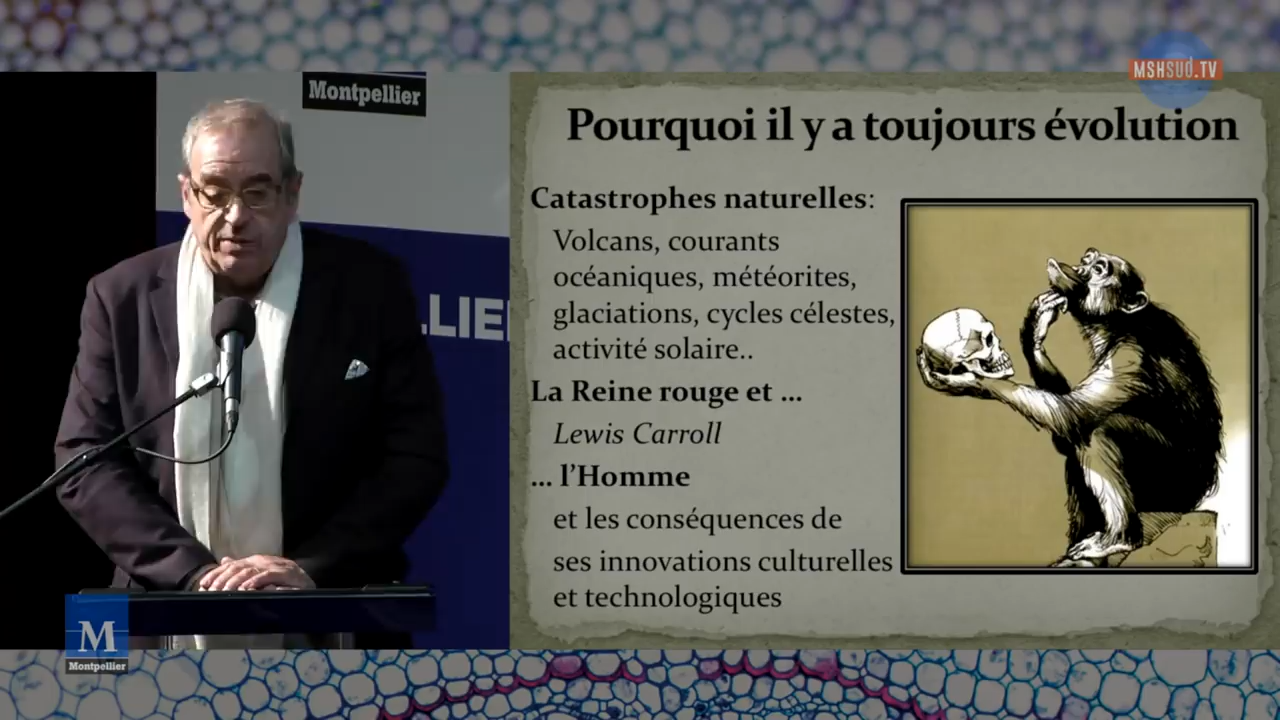 Montpellier
MSHSUD.TV
LLIE
Pourquoi il y a toujours évolution
Catastrophes naturelles:
Volcans, courants
océaniques, météorites,
glaciations, cycles célestes,
activité solaire..
La Reine rouge et ...
Lewis Carroll
... l'Homme
et les conséquences de
ses innovations culturelles
et technologiques
M
Montpellier